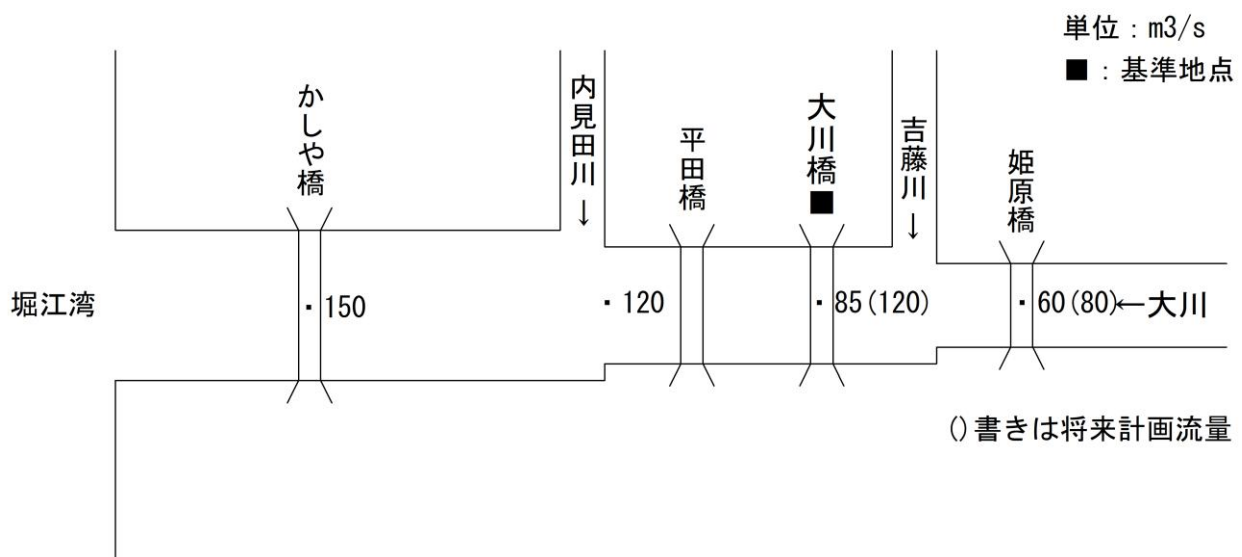 単位：m3/s
■：基準地点
かしや橋
内見田川↓
平田橋
大川橋■
吉藤川↓
姫原橋
堀江湾
・150
・120
・85(120)
・60(80)←大川
()書きは将来計画流量